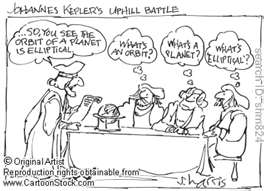 JOHANNES KEPLER'S UPHILL BATTLE
...SO, YOU SEE, THE
ORBIT OF A PLANET
IS ELLIPTICAL.
WHAT'S
AN ORBIT?
WHAT'S A
PLANET?
WHAT'S
ELLIPTICAL?
S. HARRIS
© Original Artist
Reproduction rights obtainable from
www.CartoonStock.com
search ID: shrn824